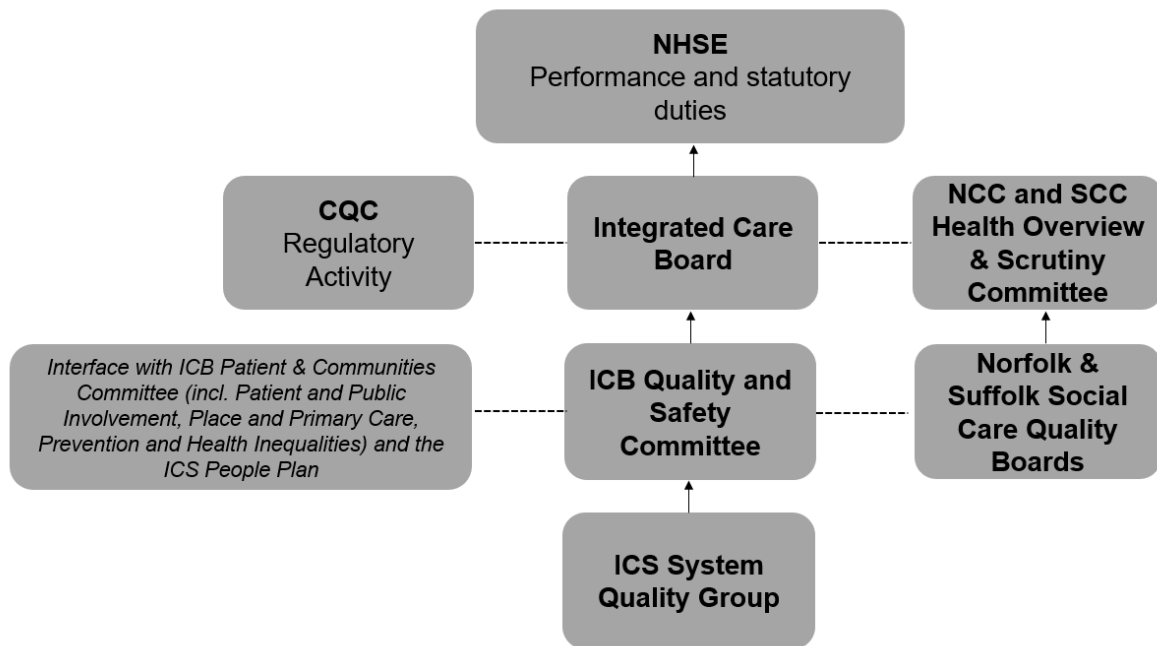 NHSE
Performance and statutory
duties
CQC
Regulatory
Activity
Integrated Care
Board
NCC and SCC
Health Overview
& Scrutiny
Committee
Interface with ICB Patient & Communities
Committee (incl. Patient and Public
Involvement, Place and Primary Care,
Prevention and Health Inequalities) and the
ICS People Plan
ICB Quality and
Safety
Committee
Norfolk &
Suffolk Social
Care Quality
Boards
ICS System
Quality Group